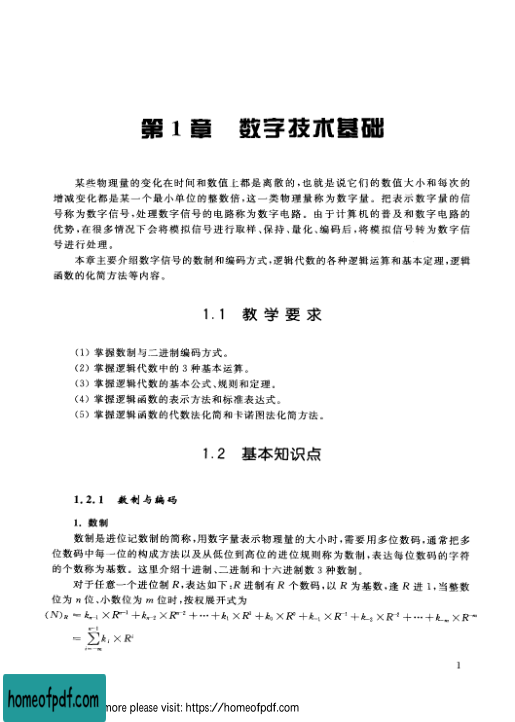 第 1 章 数字技术基础
某些物理量的变化在时间和数值上都是离散的，也就是说它们的数值大小和每次的
增减变化都是某一个最小单位的整数倍，这一类物理量称为数字量。把表示数字量的信
号称为数字信号，处理数字信号的电路称为数字电路。由于计算机的普及和数字电路的
优势，在很多情况下会将模拟信号进行取样、保持、量化、编码后，将模拟信号转为数字信
号进行处理。
本章主要介绍数字信号的数制和编码方式，逻辑代数的各种逻辑运算和基本定理，逻辑
函数的化简方法等内容。
1.1 教学要求
（1）掌握数制与二进制编码方式。
（2）掌握逻辑代数中的 3 种基本运算。
（3）掌握逻辑代数的基本公式、规则和定理。
（4）掌握逻辑函数的表示方法和标准表达式。
（5）掌握逻辑函数的代数法化简和卡诺图法化简方法。
1.2 基本知识点
1.2.1 数制与编码
1. 数制
数制是进位记数制的简称，用数字量表示物理量的大小时，需要用多位数码，通常把多
位数码中每一位的构成方法以及从低位到高位的进位规则称为数制，表达每位数码的字符
的个数称为基数。这里介绍十进制、二进制和十六进制数 3 种数制。
对于任意一个进位制 R，表达如下：R 进制有 R 个数码，以 R 为基数，逢 R 进 1，当整数
位为 n 位、小数位为 m 位时，按权展开式为
(N)_R = k_{n-1}×R^{n-1}+k_{n-2}×R^{n-2}+⋯+k_1×R^1+k_0×R^0+k_{-1}×R^{-1}+k_{-2}×R^{-2}+⋯+k_{-m}×R^{-m}
= ∑_{i=-m}^{n-1} k_i×R^i
1
homeofpdf.com
more please visit: https://homeofpdf.com